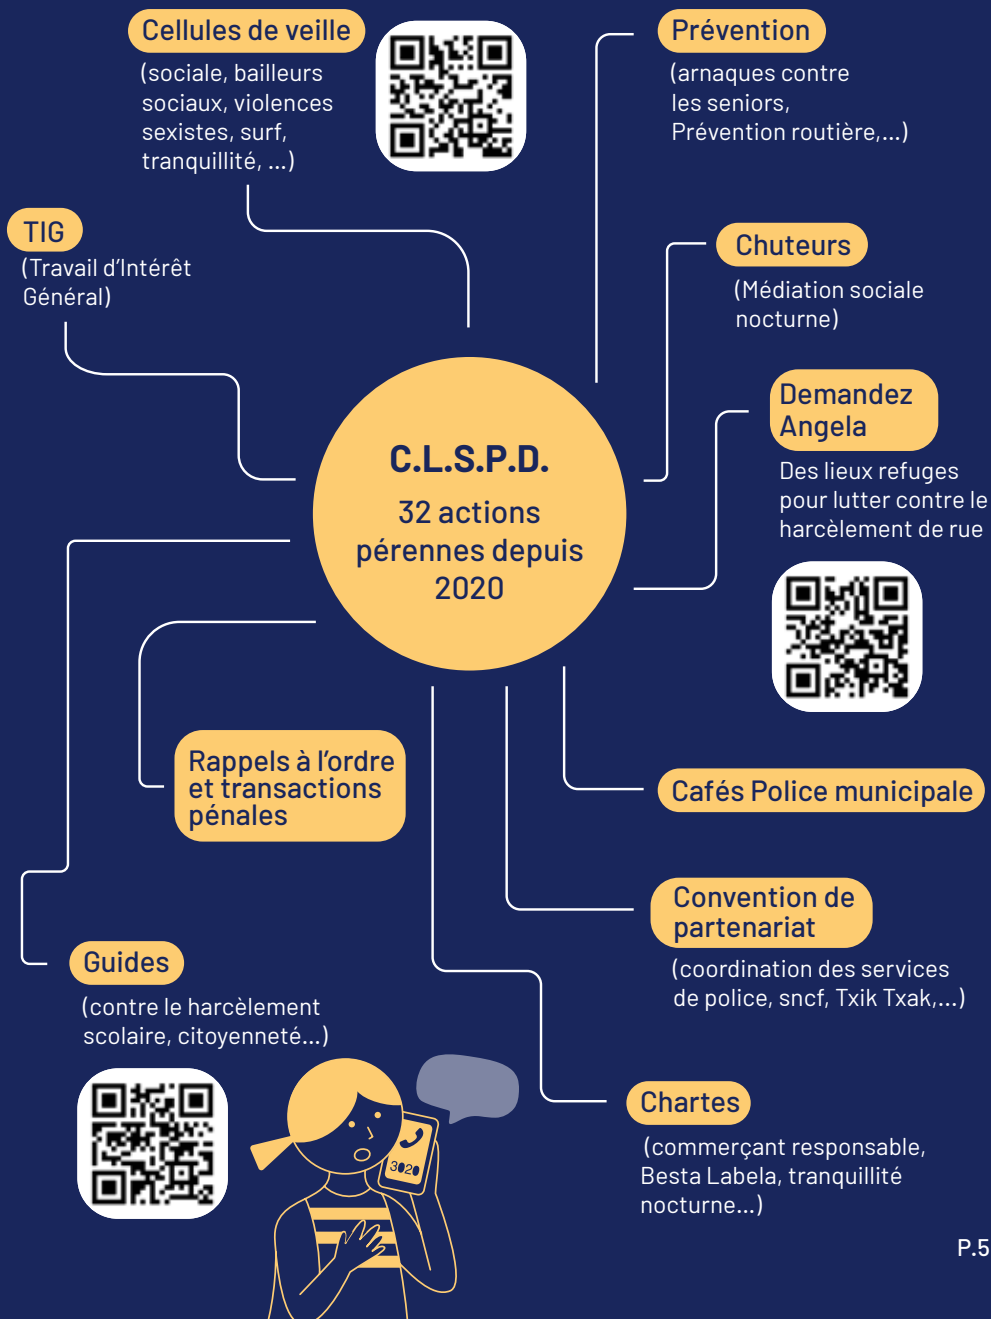 Cellules de veille
(sociale, bailleurs
sociaux, violences
sexistes, surf,
tranquillité, ...)
Prévention
(arnaques contre
les seniors,
Prévention routière,...)
TIG
(Travail d'Intérêt
Général)
Chuteurs
(Médiation sociale
nocturne)
Demandez
Angela
Des lieux refuges
pour lutter contre le
harcèlement de rue
C.L.S.P.D.
32 actions
pérennes depuis
2020
Rappels à l'ordre
et transactions
pénales
Cafés Police municipale
Convention de
partenariat
(coordination des services
de police, sncf, Txik Txak,...)
Guides
(contre le harcèlement
scolaire, citoyenneté...)
3020
Chartes
(commerçant responsable,
Besta Labela, tranquillité
nocturne...)
P.5